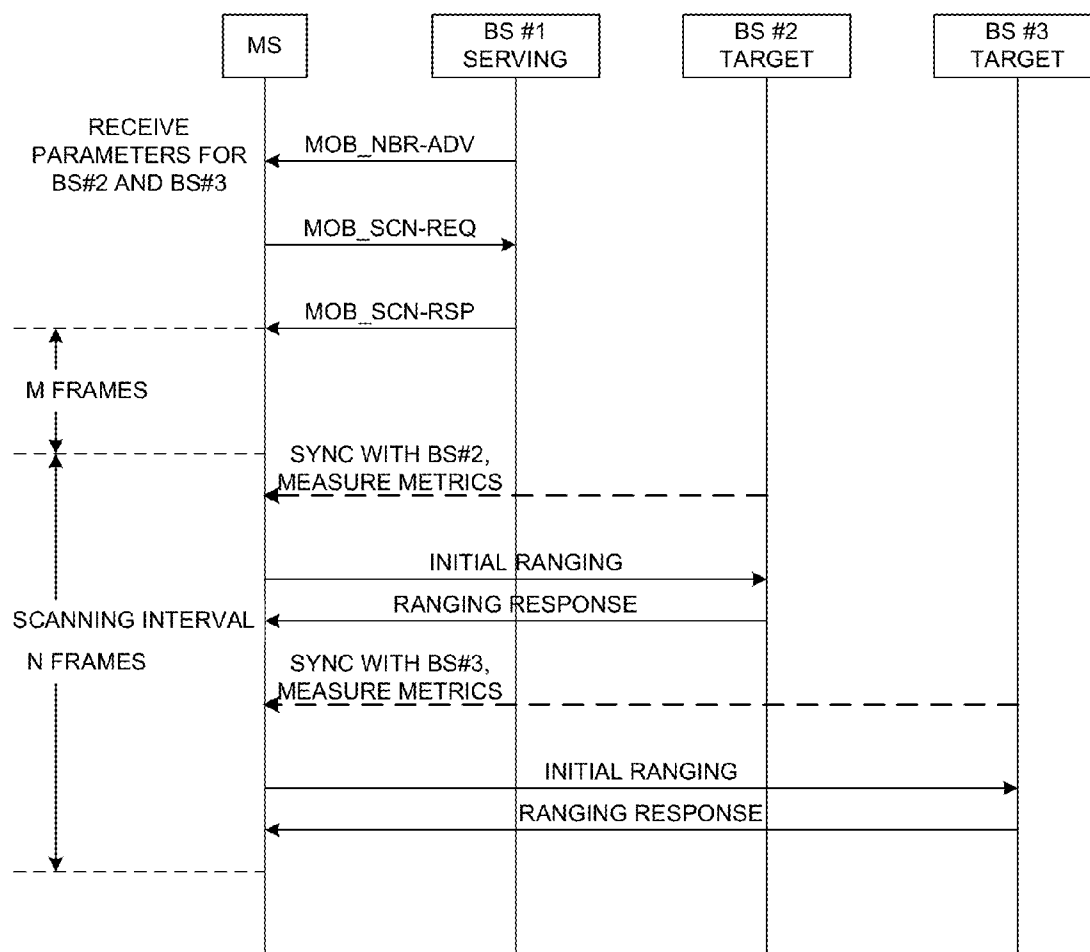 MS
BS #1
SERVING
BS #2
TARGET
BS #3
TARGET
RECEIVE
PARAMETERS FOR
BS#2 AND BS#3
MOB_NBR-ADV
MOB_SCN-REQ
MOB_SCN-RSP
M FRAMES
SYNC WITH BS#2,
MEASURE METRICS
INITIAL RANGING
RANGING RESPONSE
SCANNING INTERVAL
N FRAMES
SYNC WITH BS#3,
MEASURE METRICS
INITIAL RANGING
RANGING RESPONSE